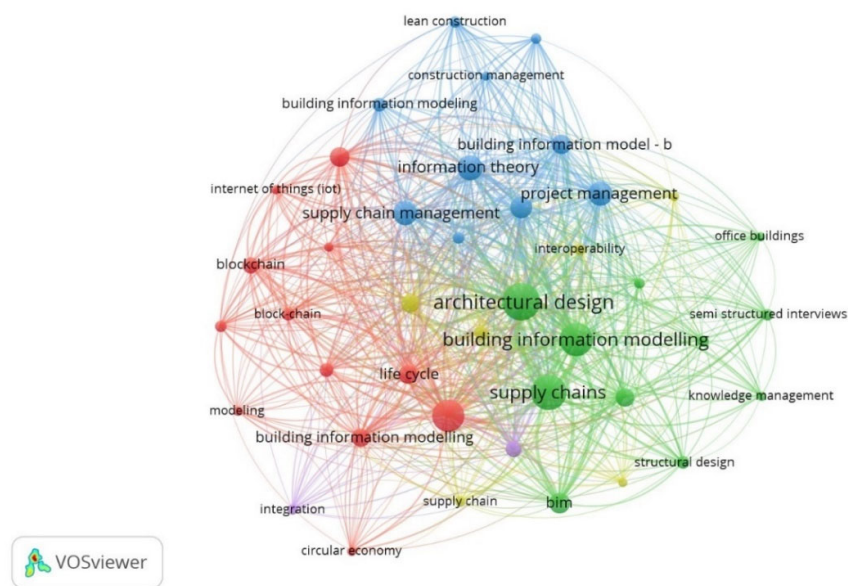 lean construction
construction management
building information modeling
building information model - b
information theory
internet of things (iot)
project management
supply chain management
office buildings
interoperability
blockchain
architectural design
block-chain
semi structured interviews
building information modelling
life cycle
supply chains
knowledge management
modeling
building information modelling
structural design
supply chain
bim
integration
circular economy
VOSviewer